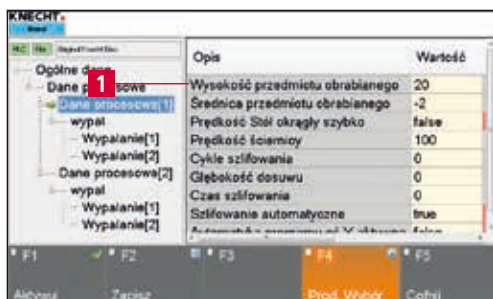 KNECHT.
Ogólne dane
Dane procesowe
Dane procesowe[1]
wypal
Wypalanie[1]
Wypalanie[2]
Dane procesowe[2]
wypal
Wypalanie[1]
Wypalanie[2]
1
Opis Wartość
Wysokość przedmiotu obrabianego 20
Średnica przedmiotu obrabianego -2
Prędkość Stół okrągły szybko false
Prędkość ściernicy 100
Cykle szlifowania 0
Głębokość dosuwu 0
Czas szlifowania 0
Szlifowanie automatyczne true
F1 F2 F3 F4 F5
Aktywuj Zapisz Prod. Wybór Cofnij